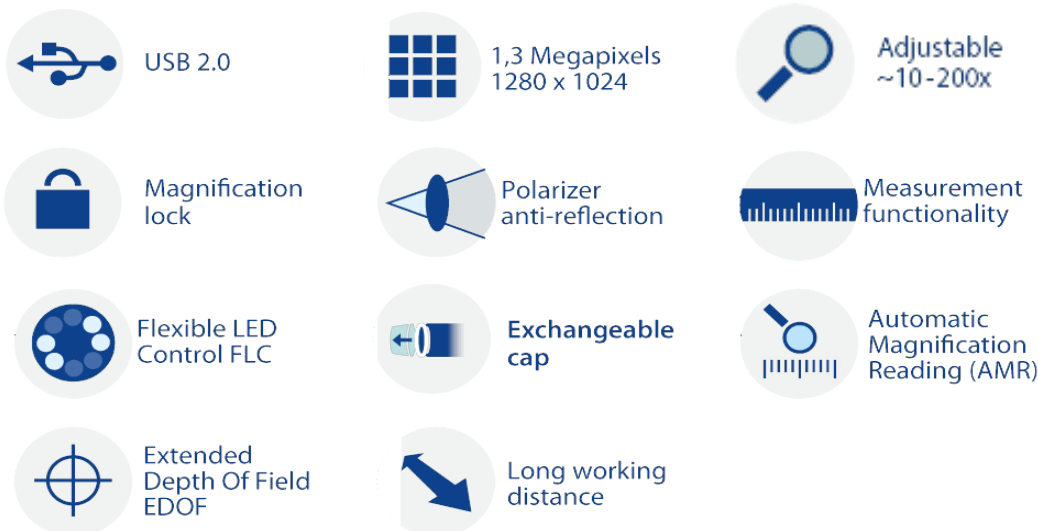 USB 2.0
1,3 Megapixels
1280 x 1024
Adjustable
~10-200x
Magnification
lock
Polarizer
anti-reflection
Measurement
functionality
Flexible LED
Control FLC
Exchangeable
cap
Automatic
Magnification
Reading (AMR)
Extended
Depth Of Field
EDOF
Long working
distance